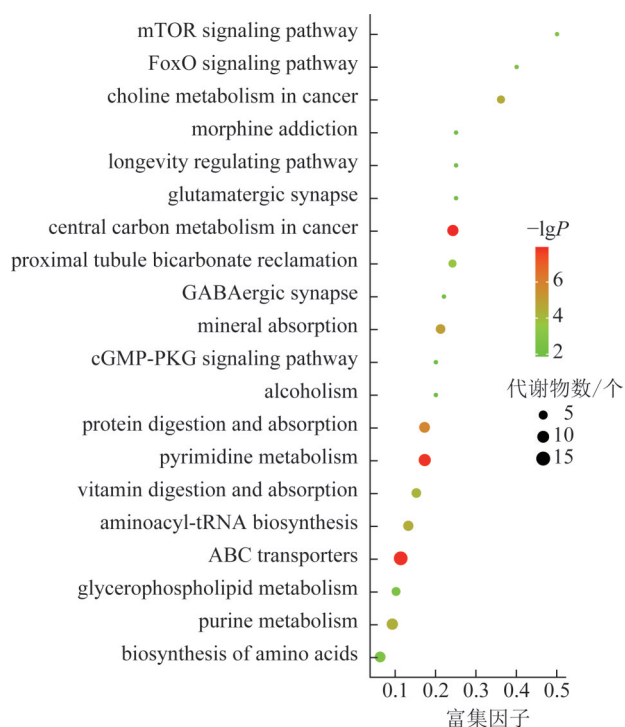 mTOR signaling pathway
FoxO signaling pathway
choline metabolism in cancer
morphine addiction
longevity regulating pathway
glutamatergic synapse
central carbon metabolism in cancer
proximal tubule bicarbonate reclamation
GABAergic synapse
mineral absorption
cGMP-PKG signaling pathway
alcoholism
protein digestion and absorption
pyrimidine metabolism
vitamin digestion and absorption
aminoacyl-tRNA biosynthesis
ABC transporters
glycerophospholipid metabolism
purine metabolism
biosynthesis of amino acids
0.1 0.2 0.3 0.4 0.5
富集因子
−lgP
6
4
2
代谢物数/个
5
10
15